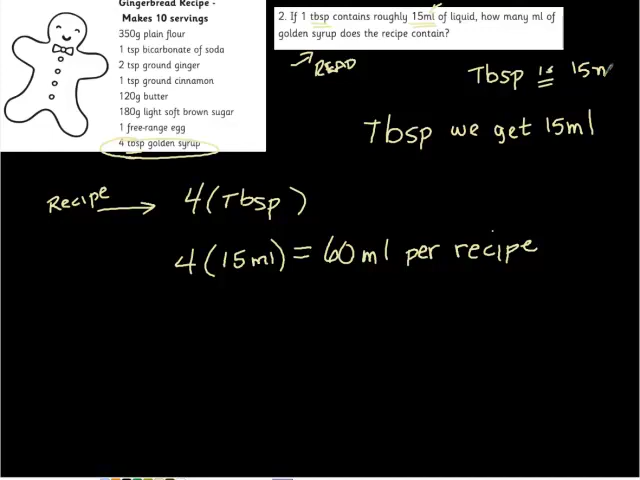 Gingerbread Recipe -
Makes 10 servings
350g plain flour
1 tsp bicarbonate of soda
2 tsp ground ginger
1 tsp ground cinnamon
120g butter
180g light soft brown sugar
1 free-range egg
4 tbsp golden syrup
2. If 1 tbsp contains roughly 15ml of liquid, how many ml of
golden syrup does the recipe contain?
READ
Tbsp is 15m
Tbsp we get 15ml
Recipe → 4(Tbsp)
4(15ml) = 60ml per recipe